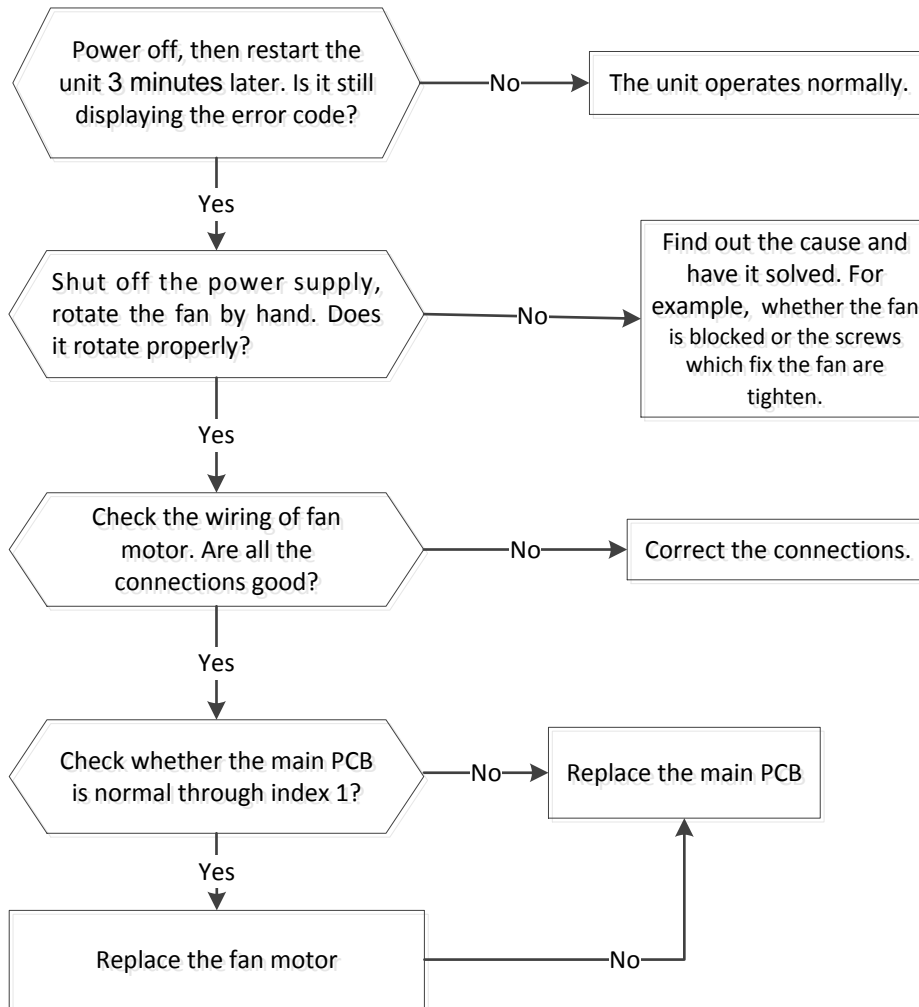 Power off, then restart the
unit 3 minutes later. Is it still
displaying the error code?
No
The unit operates normally.
Yes
Shut off the power supply,
rotate the fan by hand. Does
it rotate properly?
No
Find out the cause and
have it solved. For
example, whether the fan
is blocked or the screws
which fix the fan are
tighten.
Yes
Check the wiring of fan
motor. Are all the
connections good?
No
Correct the connections.
Yes
Check whether the main PCB
is normal through index 1?
No
Replace the main PCB
Yes
Replace the fan motor
No